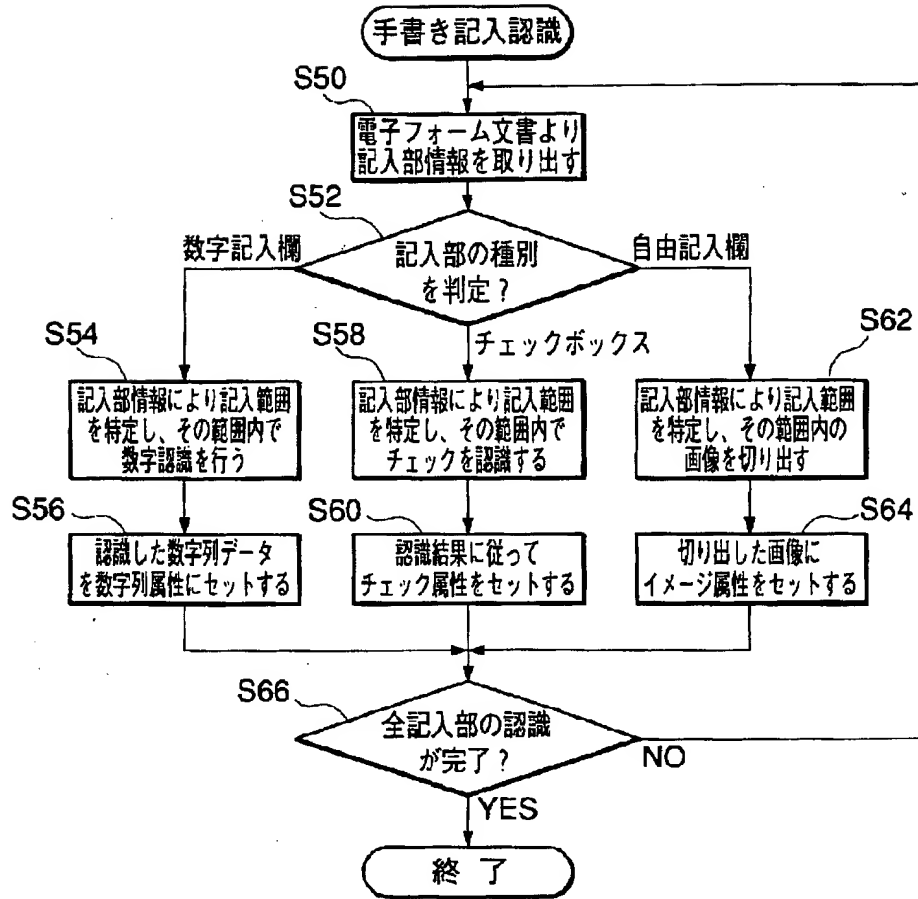 手書き記入認識
S50
電子フォーム文書より
記入部情報を取り出す
S52
数字記入欄
記入部の種別
を判定？
自由記入欄
チェックボックス
S54
記入部情報により記入範囲
を特定し、その範囲内で
数字認識を行う
S58
記入部情報により記入範囲
を特定し、その範囲内で
チェックを認識する
S62
記入部情報により記入範囲
を特定し、その範囲内の
画像を切り出す
S56
認識した数字列データ
を数字列属性にセットする
S60
認識結果に従って
チェック属性をセットする
S64
切り出した画像に
イメージ属性をセットする
S66
全記入部の認識
が完了？
NO
YES
終了